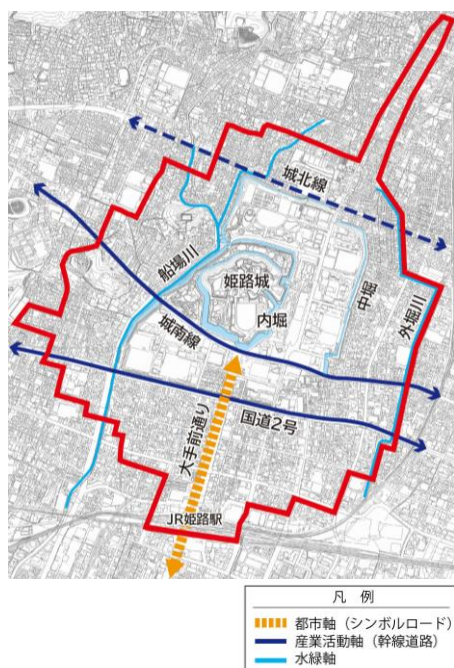 城北線
船場川
姫路城
中堀
外堀川
内堀
城南線
国道2号
大手前通り
JR姫路駅
凡 例
都市軸（シンボルロード）
産業活動軸（幹線道路）
水緑軸